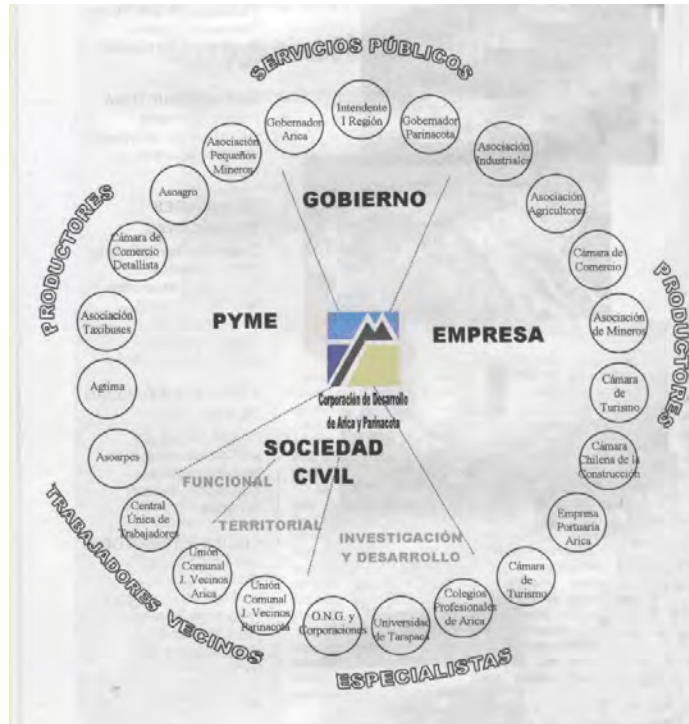 SERVICIOS PÚBLICOS
Intendente
I Región
Gobernador
Arica
Gobernador
Parinacota
Asociación
Pequeños
Mineros
Asociación
Industriales
Asoagro
Asociación
Agricultores
GOBIERNO
PRODUCTORES
Cámara de
Comercio
Detallista
Cámara de
Comercio
PRODUCTORES
Asociación
Taxibuses
PYME
EMPRESA
Asociación
de Mineros
Agtima
Corporación de Desarrollo
de Arica y Parinacota
Cámara
de
Turismo
Asoarpes
SOCIEDAD
CIVIL
Cámara
Chilena de la
Construcción
FUNCIONAL
TERRITORIAL
INVESTIGACIÓN
Y DESARROLLO
Central
Única de
Trabajadores
Empresa
Portuaria
Arica
TRABAJADORES
VECINOS
Unión
Comunal
J. Vecinos
Arica
Cámara
de
Turismo
Unión
Comunal
J. Vecinos
Parinacota
O.N.G. y
Corporaciones
Universidad
de Tarapacá
Colegios
Profesionales
de Arica
ESPECIALISTAS